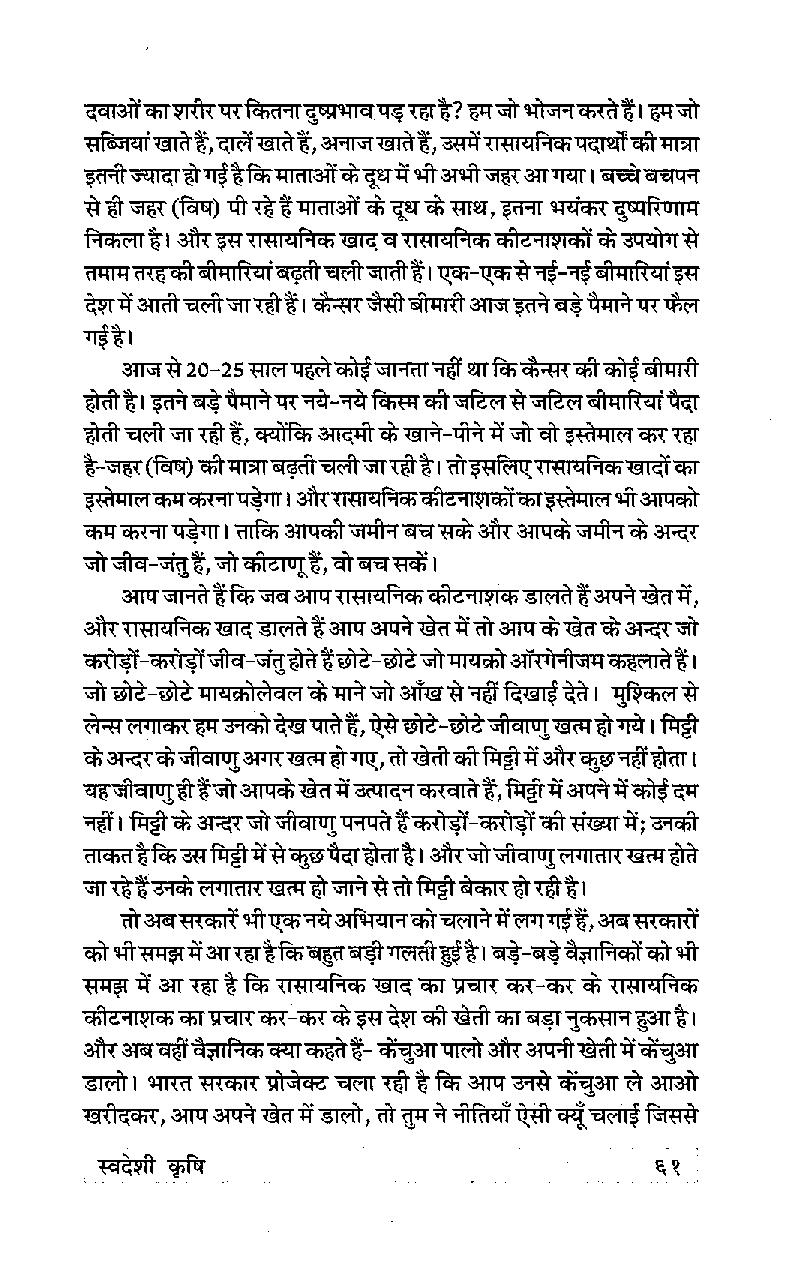 दवाओं का शरीर पर कितना दुष्प्रभाव पड़ रहा है? हम जो भोजन करते हैं। हम जो
सब्जियां खाते हैं, दालें खाते हैं, अनाज खाते हैं, उसमें रासायनिक पदार्थों की मात्रा
इतनी ज्यादा हो गई है कि माताओं के दूध में भी अभी जहर आ गया। बच्चे बचपन
से ही जहर (विष) पी रहे हैं माताओं के दूध के साथ, इतना भयंकर दुष्परिणाम
निकला है। और इस रासायनिक खाद व रासायनिक कीटनाशकों के उपयोग से
तमाम तरह की बीमारियां बढ़ती चली जाती हैं। एक-एक से नई-नई बीमारियां इस
देश में आती चली जा रही हैं। कैन्सर जैसी बीमारी आज इतने बड़े पैमाने पर फैल
गई है।
आज से 20-25 साल पहले कोई जानता नहीं था कि कैन्सर की कोई बीमारी
होती है। इतने बड़े पैमाने पर नये-नये किस्म की जटिल से जटिल बीमारियां पैदा
होती चली जा रही हैं, क्योंकि आदमी के खाने-पीने में जो वो इस्तेमाल कर रहा
है-जहर (विष) की मात्रा बढ़ती चली जा रही है। तो इसलिए रासायनिक खादों का
इस्तेमाल कम करना पड़ेगा। और रासायनिक कीटनाशकों का इस्तेमाल भी आपको
कम करना पड़ेगा। ताकि आपकी जमीन बच सके और आपके जमीन के अन्दर
जो जीव-जंतु हैं, जो कीटाणू हैं, वो बच सकें।
आप जानते हैं कि जब आप रासायनिक कीटनाशक डालते हैं अपने खेत में,
और रासायनिक खाद डालते हैं आप अपने खेत में तो आप के खेत के अन्दर जो
करोड़ों-करोड़ों जीव-जंतु होते हैं छोटे-छोटे जो मायक्रो ऑरगेनीजम कहलाते हैं।
जो छोटे-छोटे मायक्रोलेवल के माने जो आँख से नहीं दिखाई देते। मुश्किल से
लेन्स लगाकर हम उनको देख पाते हैं, ऐसे छोटे-छोटे जीवाणु खत्म हो गये। मिट्टी
के अन्दर के जीवाणु अगर खत्म हो गए, तो खेती की मिट्टी में और कुछ नहीं होता।
यह जीवाणु ही हैं जो आपके खेत में उत्पादन करवाते हैं, मिट्टी में अपने में कोई दम
नहीं। मिट्टी के अन्दर जो जीवाणु पनपते हैं करोड़ों-करोड़ों की संख्या में; उनकी
ताकत है कि उस मिट्टी में से कुछ पैदा होता है। और जो जीवाणु लगातार खत्म होते
जा रहे हैं उनके लगातार खत्म हो जाने से तो मिट्टी बेकार हो रही है।
तो अब सरकारें भी एक नये अभियान को चलाने में लग गई हैं, अब सरकारों
को भी समझ में आ रहा है कि बहुत बड़ी गलती हुई है। बड़े-बड़े वैज्ञानिकों को भी
समझ में आ रहा है कि रासायनिक खाद का प्रचार कर-कर के रासायनिक
कीटनाशक का प्रचार कर-कर के इस देश की खेती का बड़ा नुकसान हुआ है।
और अब वहीं वैज्ञानिक क्या कहते हैं- केंचुआ पालो और अपनी खेती में केंचुआ
डालो। भारत सरकार प्रोजेक्ट चला रही है कि आप उनसे केंचुआ ले आओ
खरीदकर, आप अपने खेत में डालो, तो तुम ने नीतियाँ ऐसी क्यूँ चलाई जिससे
स्वदेशी कृषि ६१